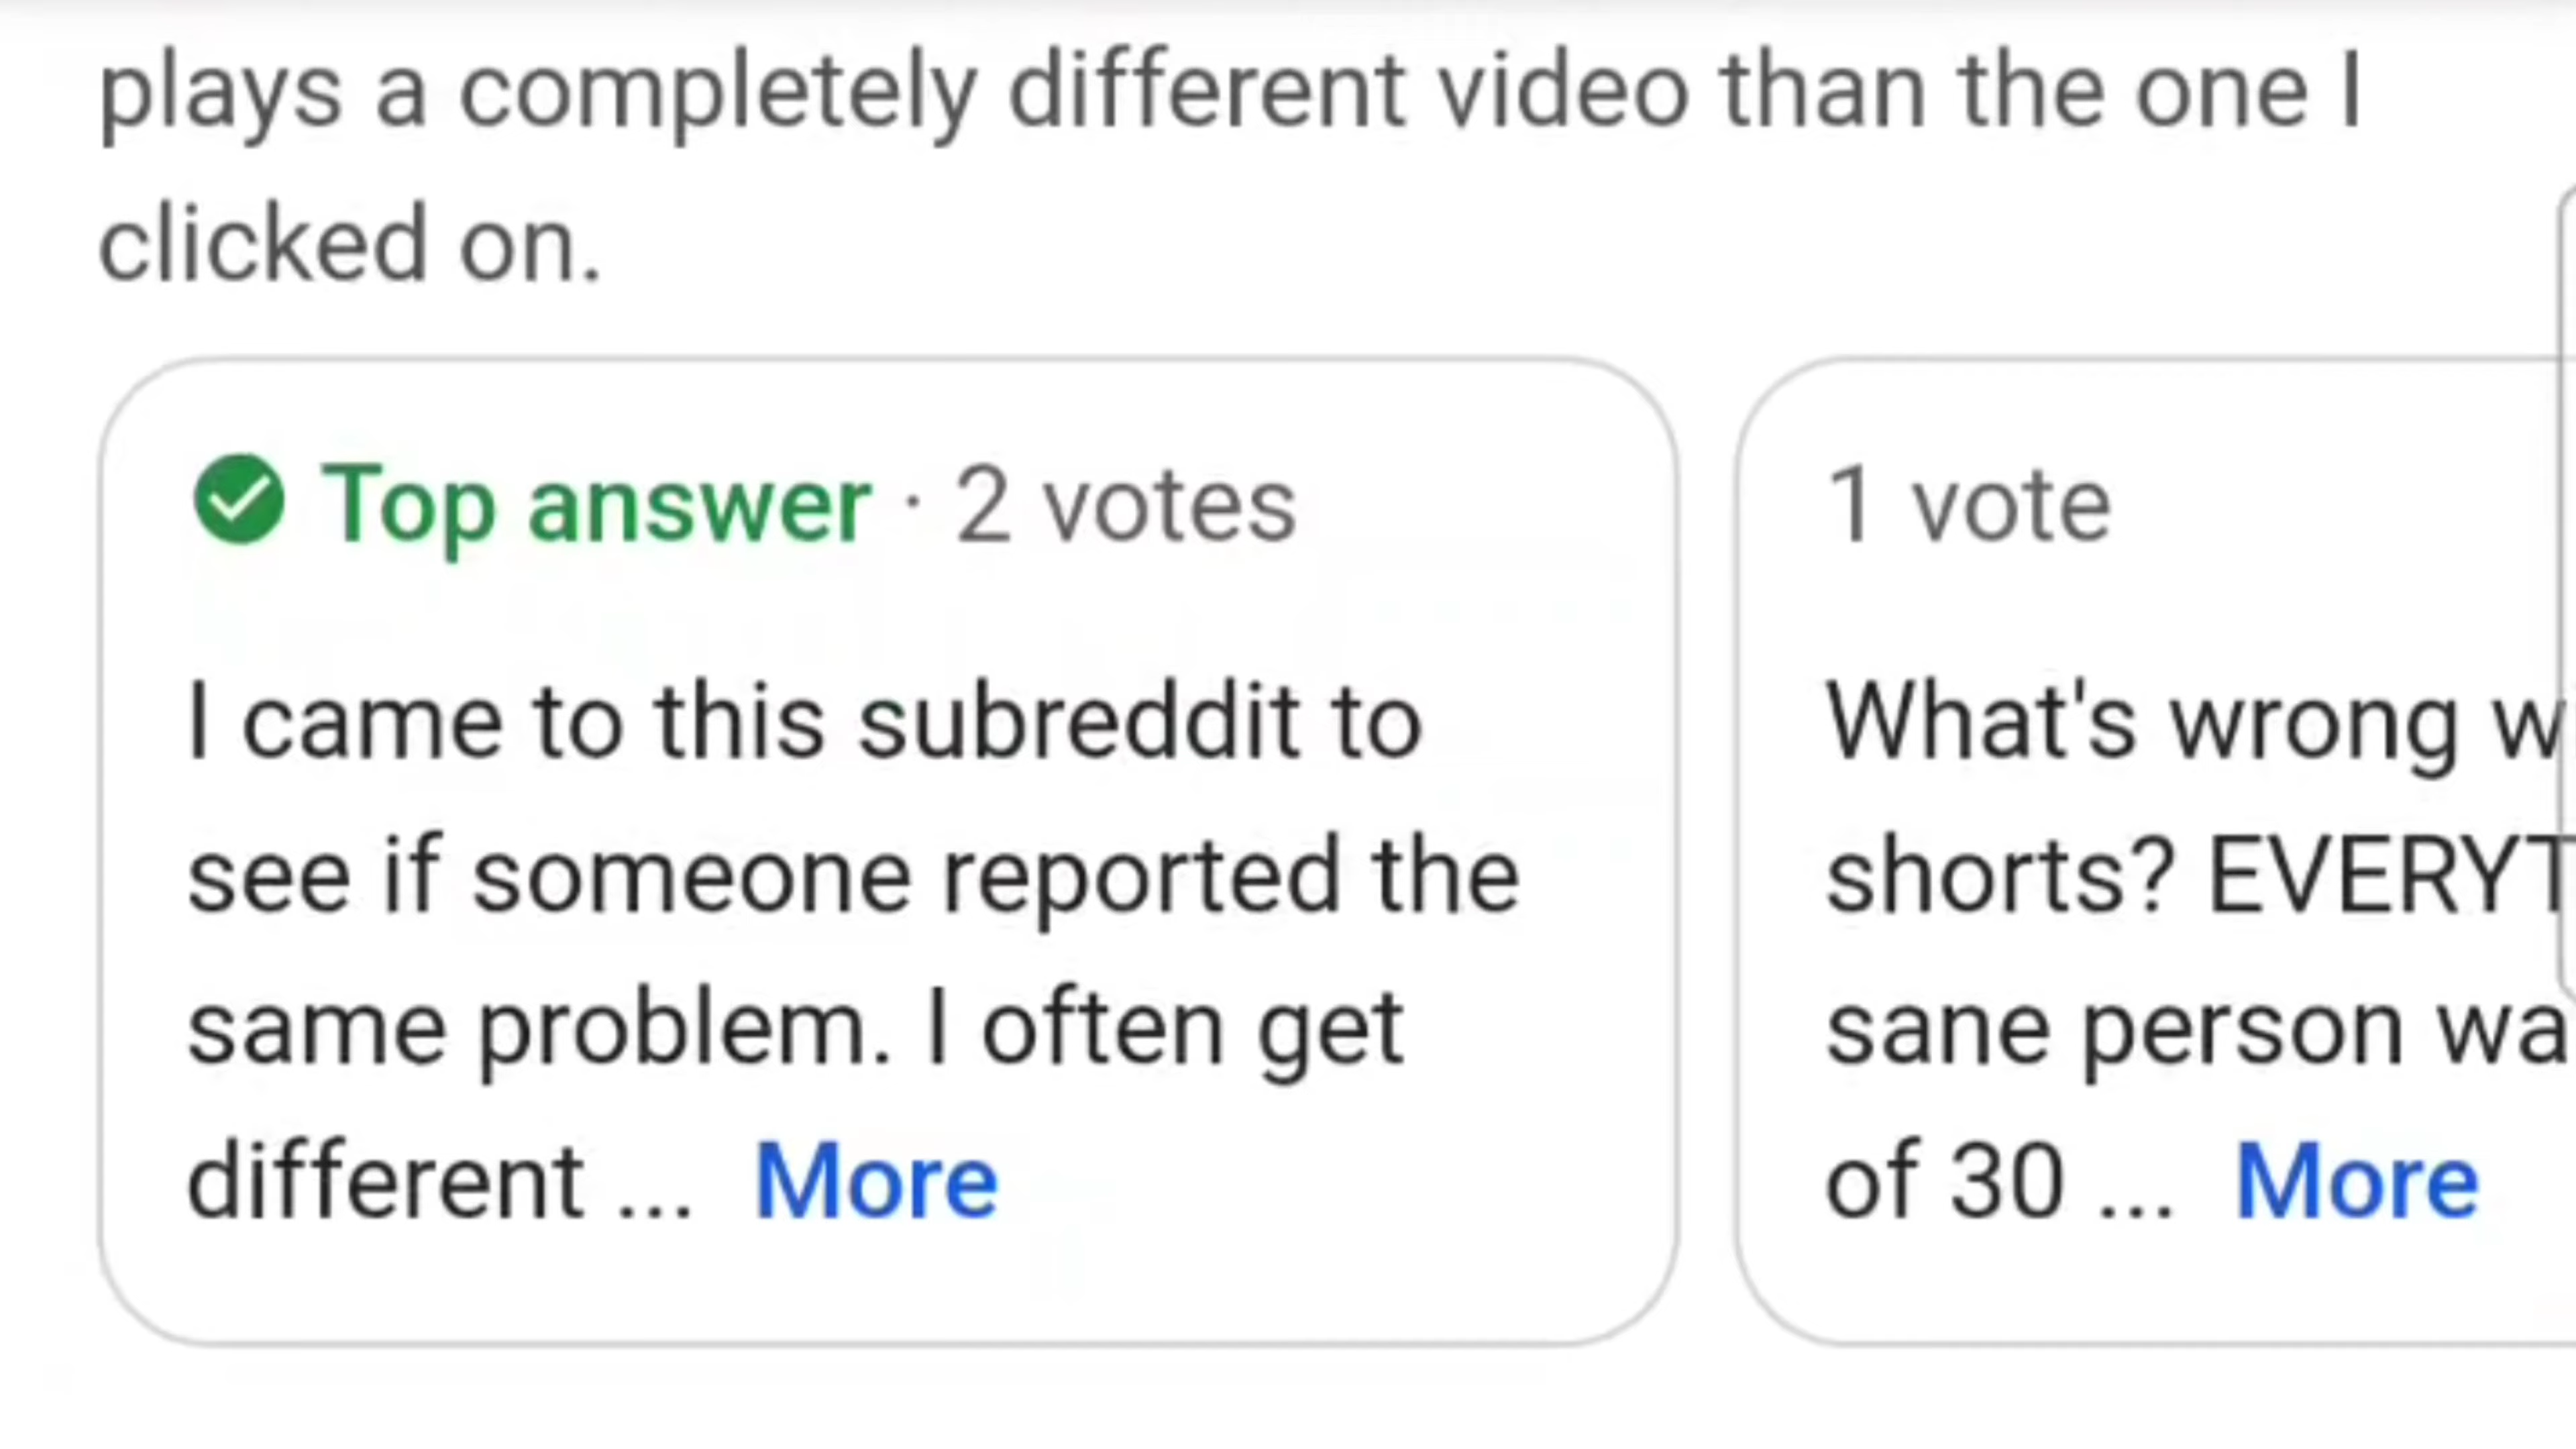 plays a completely different video than the one I
clicked on.
Top answer · 2 votes
I came to this subreddit to
see if someone reported the
same problem. I often get
different ... More
1 vote
What's wrong w
shorts? EVERYT
sane person wa
of 30 ... More